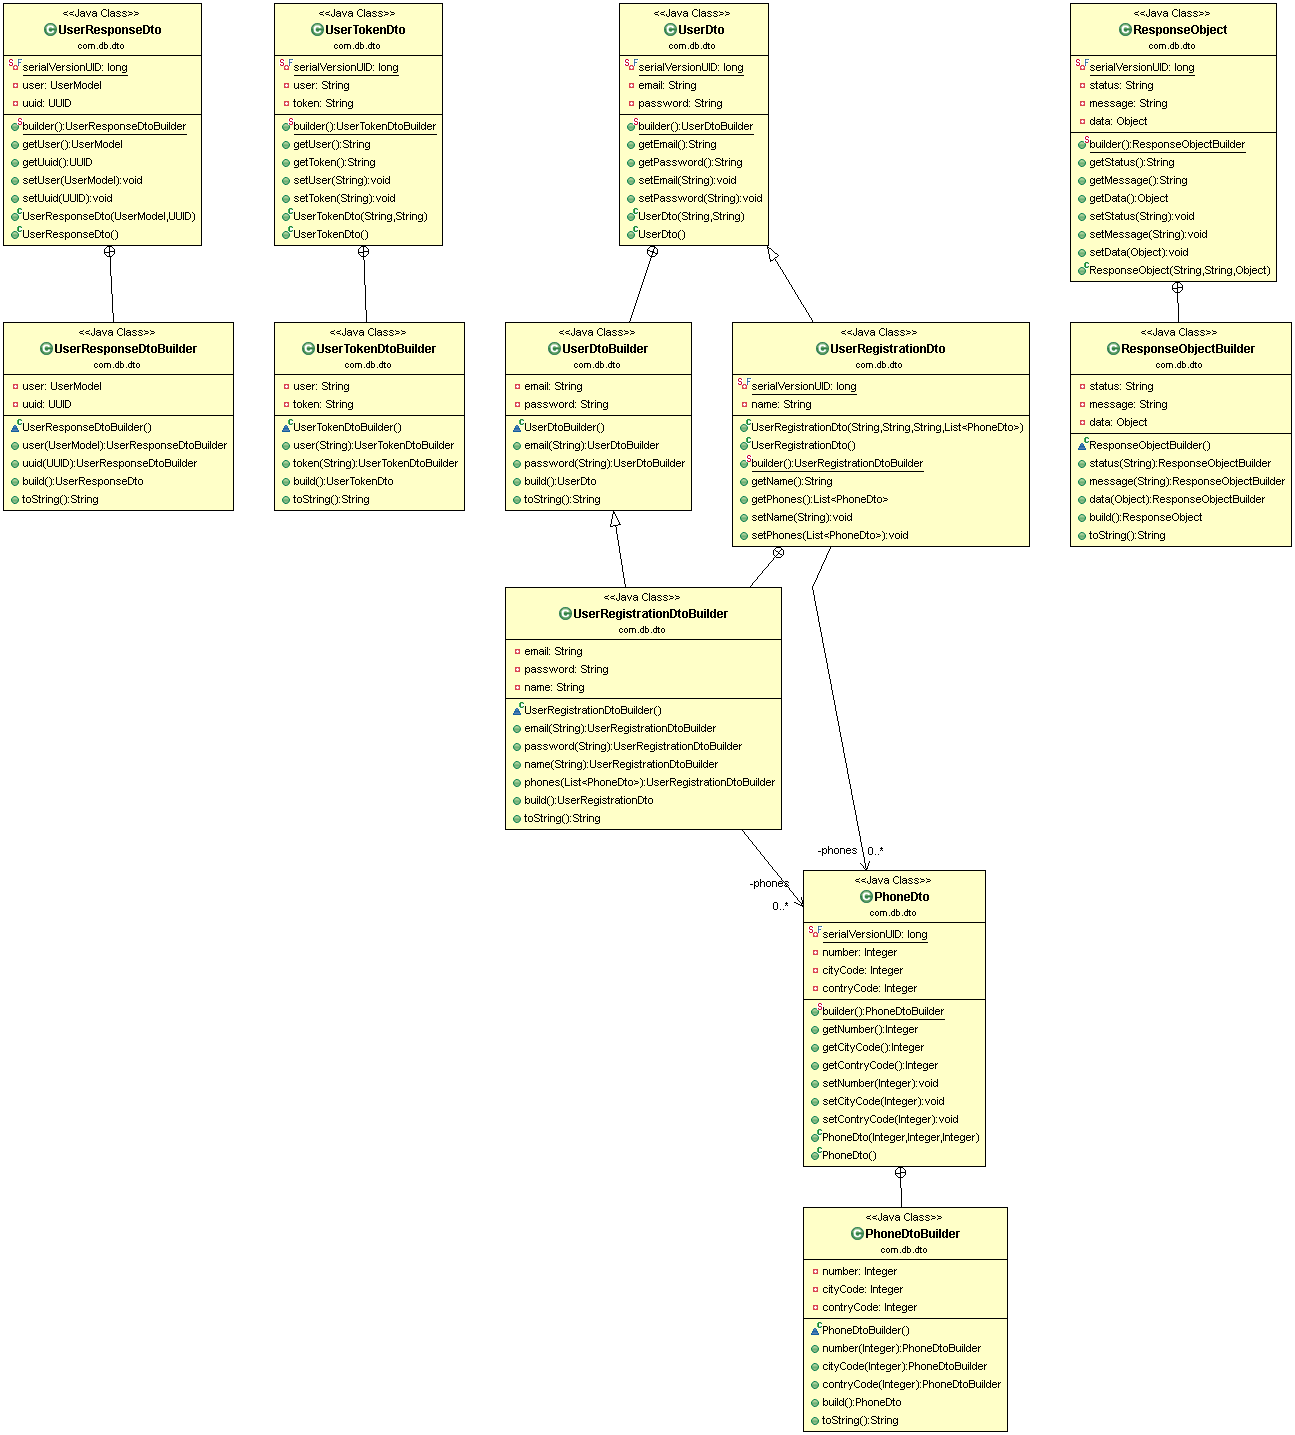 <<Java Class>>
UserResponseDto
com.db.dto
serialVersionUID: long
user: UserModel
uuid: UUID
builder():UserResponseDtoBuilder
getUser():UserModel
getUuid():UUID
setUser(UserModel):void
setUuid(UUID):void
UserResponseDto(UserModel,UUID)
UserResponseDto()
<<Java Class>>
UserTokenDto
com.db.dto
serialVersionUID: long
user: String
token: String
builder():UserTokenDtoBuilder
getUser():String
getToken():String
setUser(String):void
setToken(String):void
UserTokenDto(String,String)
UserTokenDto()
<<Java Class>>
UserDto
com.db.dto
serialVersionUID: long
email: String
password: String
builder():UserDtoBuilder
getEmail():String
getPassword():String
setEmail(String):void
setPassword(String):void
UserDto(String,String)
UserDto()
<<Java Class>>
ResponseObject
com.db.dto
serialVersionUID: long
status: String
message: String
data: Object
builder():ResponseObjectBuilder
getStatus():String
getMessage():String
getData():Object
setStatus(String):void
setMessage(String):void
setData(Object):void
ResponseObject(String,String,Object)
<<Java Class>>
UserResponseDtoBuilder
com.db.dto
user: UserModel
uuid: UUID
UserResponseDtoBuilder()
user(UserModel):UserResponseDtoBuilder
uuid(UUID):UserResponseDtoBuilder
build():UserResponseDto
toString():String
<<Java Class>>
UserTokenDtoBuilder
com.db.dto
user: String
token: String
UserTokenDtoBuilder()
user(String):UserTokenDtoBuilder
token(String):UserTokenDtoBuilder
build():UserTokenDto
toString():String
<<Java Class>>
UserDtoBuilder
com.db.dto
email: String
password: String
UserDtoBuilder()
email(String):UserDtoBuilder
password(String):UserDtoBuilder
build():UserDto
toString():String
<<Java Class>>
UserRegistrationDto
com.db.dto
serialVersionUID: long
name: String
UserRegistrationDto(String,String,String,List<PhoneDto>)
UserRegistrationDto()
builder():UserRegistrationDtoBuilder
getName():String
getPhones():List<PhoneDto>
setName(String):void
setPhones(List<PhoneDto>):void
<<Java Class>>
ResponseObjectBuilder
com.db.dto
status: String
message: String
data: Object
ResponseObjectBuilder()
status(String):ResponseObjectBuilder
message(String):ResponseObjectBuilder
data(Object):ResponseObjectBuilder
build():ResponseObject
toString():String
<<Java Class>>
UserRegistrationDtoBuilder
com.db.dto
email: String
password: String
name: String
UserRegistrationDtoBuilder()
email(String):UserRegistrationDtoBuilder
password(String):UserRegistrationDtoBuilder
name(String):UserRegistrationDtoBuilder
phones(List<PhoneDto>):UserRegistrationDtoBuilder
build():UserRegistrationDto
toString():String
-phones 0..*
-phones
0..*
<<Java Class>>
PhoneDto
com.db.dto
serialVersionUID: long
number: Integer
cityCode: Integer
contryCode: Integer
builder():PhoneDtoBuilder
getNumber():Integer
getCityCode():Integer
getContryCode():Integer
setNumber(Integer):void
setCityCode(Integer):void
setContryCode(Integer):void
PhoneDto(Integer,Integer,Integer)
PhoneDto()
<<Java Class>>
PhoneDtoBuilder
com.db.dto
number: Integer
cityCode: Integer
contryCode: Integer
PhoneDtoBuilder()
number(Integer):PhoneDtoBuilder
cityCode(Integer):PhoneDtoBuilder
contryCode(Integer):PhoneDtoBuilder
build():PhoneDto
toString():String